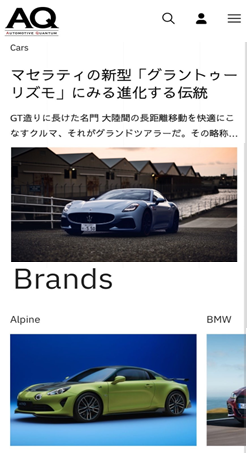 AQ
AUTOMOTIVE QUANTUM
Cars
マセラティの新型「グラントゥー
リズモ」にみる進化する伝統
GT造りに長けた名門 大陸間の長距離移動を快適にこ
なすクルマ、それがグランドツアラーだ。その略称…
Brands
Alpine
BMW